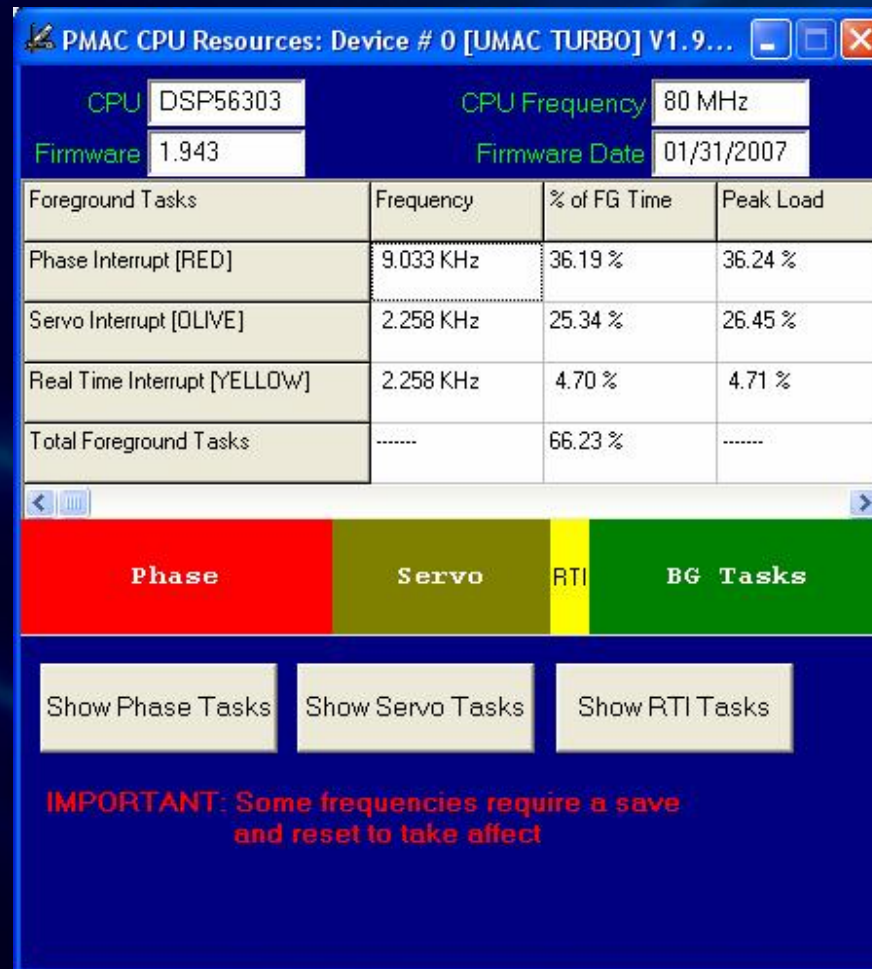 PMAC CPU Resources: Device # 0 [UMAC TURBO] V1.9...
CPU DSP56303 CPU Frequency 80 MHz
Firmware 1.943 Firmware Date 01/31/2007
Foreground Tasks Frequency % of FG Time Peak Load
Phase Interrupt [RED] 9.033 KHz 36.19 % 36.24 %
Servo Interrupt [OLIVE] 2.258 KHz 25.34 % 26.45 %
Real Time Interrupt [YELLOW] 2.258 KHz 4.70 % 4.71 %
Total Foreground Tasks ------- 66.23 % -------
Phase Servo RTI BG Tasks
Show Phase Tasks Show Servo Tasks Show RTI Tasks
IMPORTANT: Some frequencies require a save
and reset to take affect